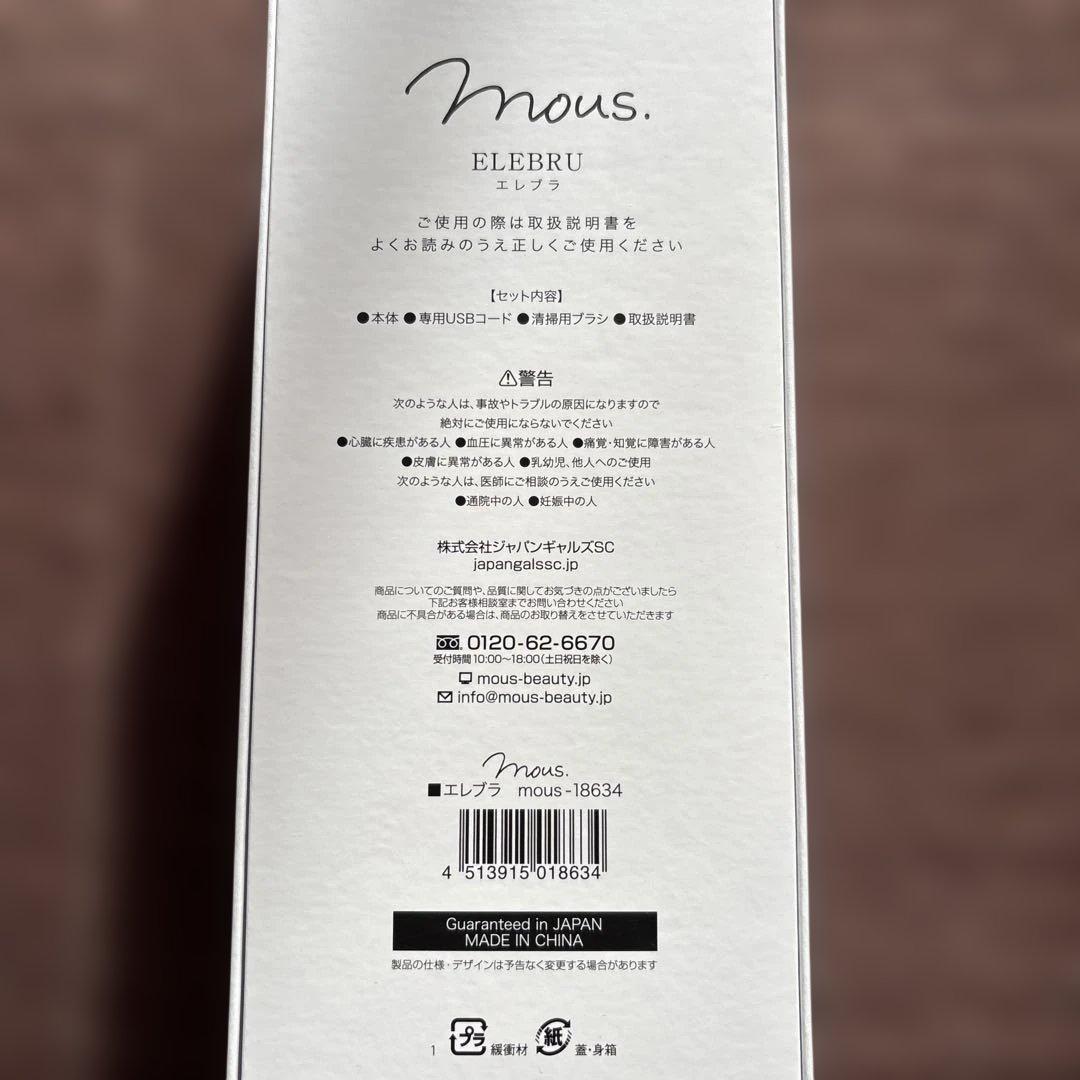 mous.
ELEBRU
エレブラ
ご使用の際は取扱説明書を
よくお読みのうえ正しくご使用ください
【セット内容】
●本体 ●専用USBコード ●清掃用ブラシ ●取扱説明書
⚠警告
次のような人は、事故やトラブルの原因になりますので
絶対にご使用にならないでください
●心臓に疾患がある人 ●血圧に異常がある人 ●痛覚・知覚に障害がある人
●皮膚に異常がある人 ●乳幼児、他人へのご使用
次のような人は、医師にご相談のうえご使用ください
●通院中の人 ●妊娠中の人
株式会社ジャパンギャルズSC
japangalssc.jp
商品についてのご質問や、品質に関してお気づきの点がございましたら
下記お客様相談室までお問い合わせください
商品に不具合がある場合は、商品のお取り替えをさせていただきます
0120-62-6670
受付時間10:00〜18:00(土日祝日を除く)
mous-beauty.jp
info@mous-beauty.jp
mous.
■エレブラ mous-18634
4 513915 018634
Guaranteed in JAPAN
MADE IN CHINA
製品の仕様・デザインは予告なく変更する場合があります
1 プラ 緩衝材 紙 蓋・身箱